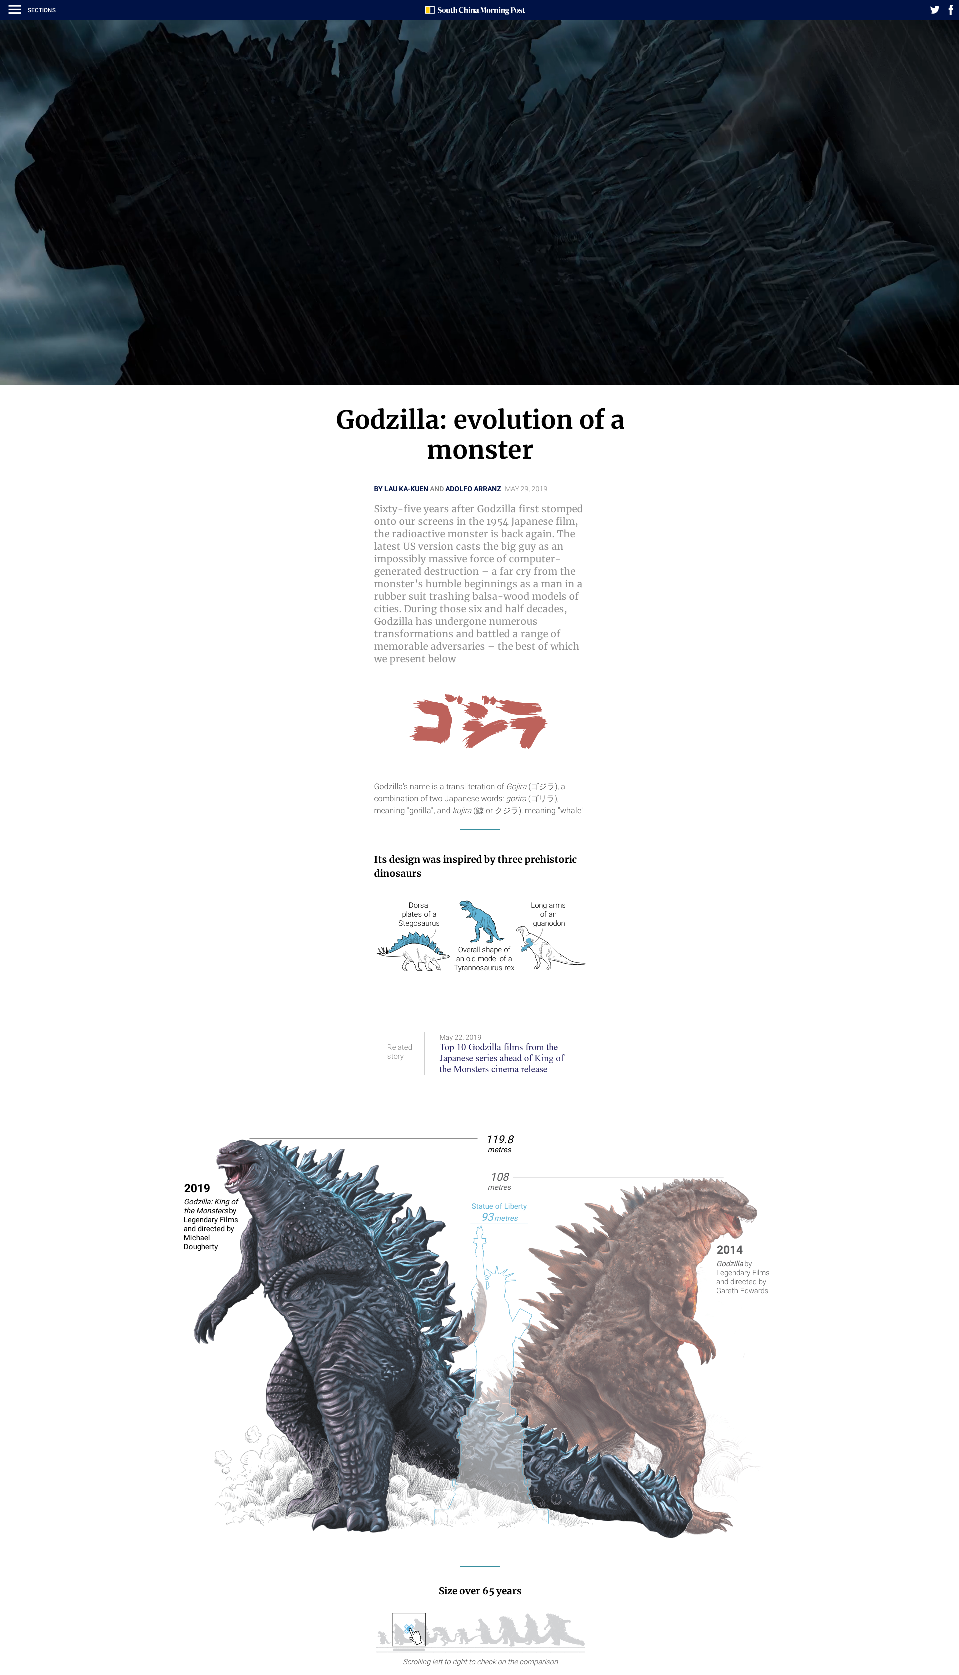 SECTIONS
South China Morning Post
Godzilla: evolution of a
monster
BY LAU KA-KUEN AND ADOLFO ARRANZ MAY 29, 2019
Sixty-five years after Godzilla first stomped
onto our screens in the 1954 Japanese film,
the radioactive monster is back again. The
latest US version casts the big guy as an
impossibly massive force of computer-
generated destruction – a far cry from the
monster's humble beginnings as a man in a
rubber suit trashing balsa-wood models of
cities. During those six and half decades,
Godzilla has undergone numerous
transformations and battled a range of
memorable adversaries – the best of which
we present below
ゴジラ
Godzilla's name is a transliteration of Gojira (ゴジラ), a
combination of two Japanese words: gorira (ゴリラ),
meaning "gorilla", and kujira (鯨 or クジラ), meaning "whale
Its design was inspired by three prehistoric
dinosaurs
Dorsal
plates of a
Stegosaurus
Overall shape of
an old model of a
Tyrannosaurus rex
Long arms
of an
Iguanodon
Related
story
May 22, 2019
Top 10 Godzilla films from the
Japanese series ahead of King of
the Monsters cinema release
119.8
metres
108
metres
Statue of Liberty
93 metres
2019
Godzilla: King of
the Monsters by
Legendary Films
and directed by
Michael
Dougherty
2014
Godzilla by
Legendary Films
and directed by
Gareth Edwards
Size over 65 years
Scrolling left to right to check on the comparison